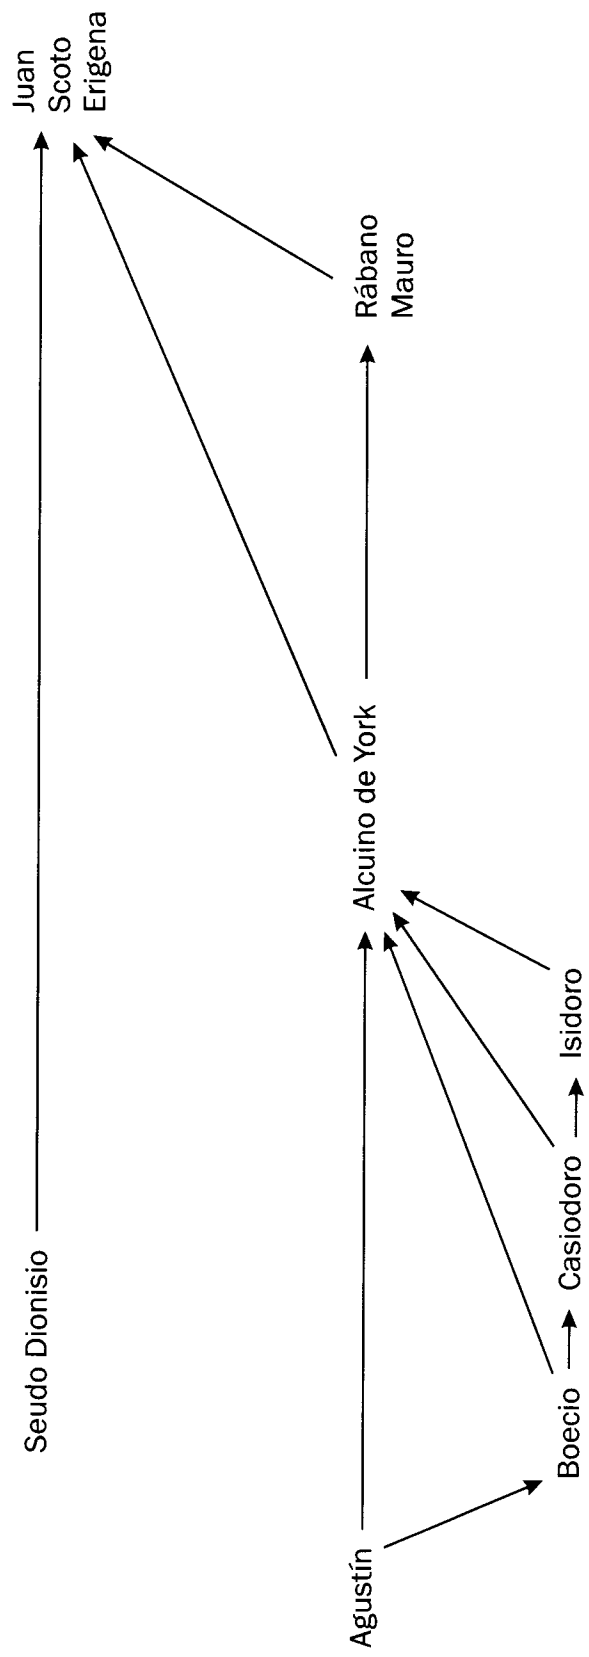 Seudo Dionisio
Juan
Scoto
Erigena
Agustín
Alcuino de York
Rábano
Mauro
Boecio
Casiodoro
Isidoro